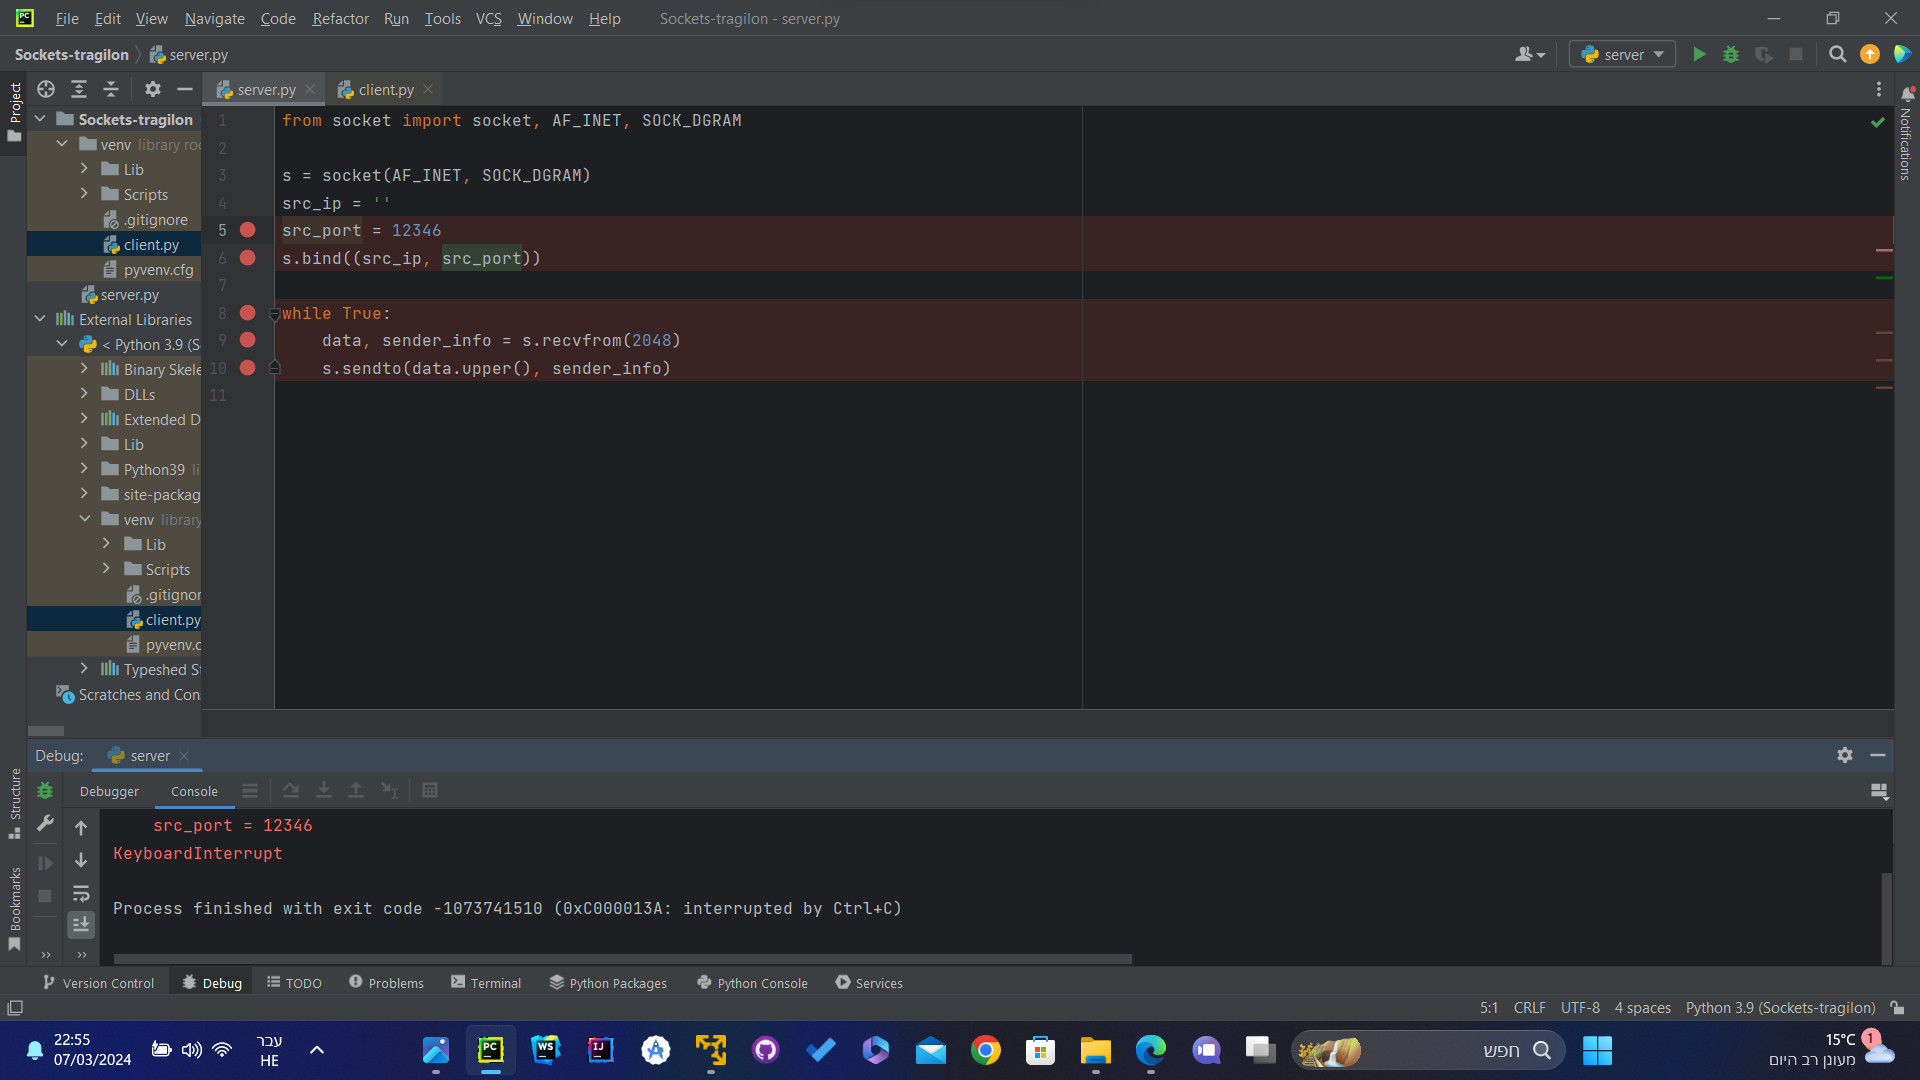 File Edit View Navigate Code Refactor Run Tools VCS Window Help Sockets-tragilon - server.py
Sockets-tragilon server.py server
Project
server.py client.py
Notifications
Sockets-tragilon
venv library roo
Lib
Scripts
.gitignore
client.py
pyvenv.cfg
server.py
External Libraries
< Python 3.9 (S
Binary Skele
DLLs
Extended D
Lib
Python39 li
site-packag
venv library
Lib
Scripts
.gitignor
client.py
pyvenv.c
Typeshed St
Scratches and Con
1 from socket import socket, AF_INET, SOCK_DGRAM
2
3 s = socket(AF_INET, SOCK_DGRAM)
4 src_ip = ''
5 src_port = 12346
6 s.bind((src_ip, src_port))
7
8 while True:
9 data, sender_info = s.recvfrom(2048)
10 s.sendto(data.upper(), sender_info)
11
Debug: server
Structure
Bookmarks
Debugger Console
src_port = 12346
KeyboardInterrupt
Process finished with exit code -1073741510 (0xC000013A: interrupted by Ctrl+C)
Version Control Debug TODO Problems Terminal Python Packages Python Console Services
5:1 CRLF UTF-8 4 spaces Python 3.9 (Sockets-tragilon)
22:55
07/03/2024
עבר
HE
PC
WS
IJ
חפש
15°C
1
מעונן רב היום